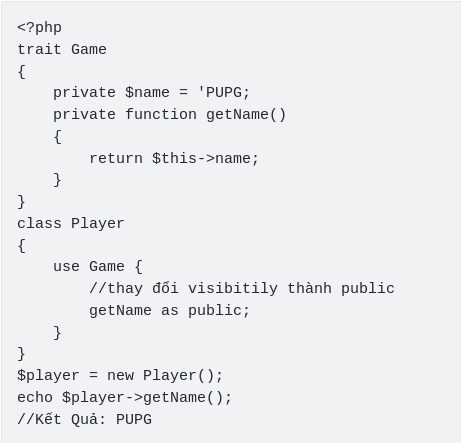 <?php
trait Game
{
    private $name = 'PUPG;
    private function getName()
    {
        return $this->name;
    }
}
class Player
{
    use Game {
        //thay đổi visibitily thành public
        getName as public;
    }
}
$player = new Player();
echo $player->getName();
//Kết Quả: PUPG